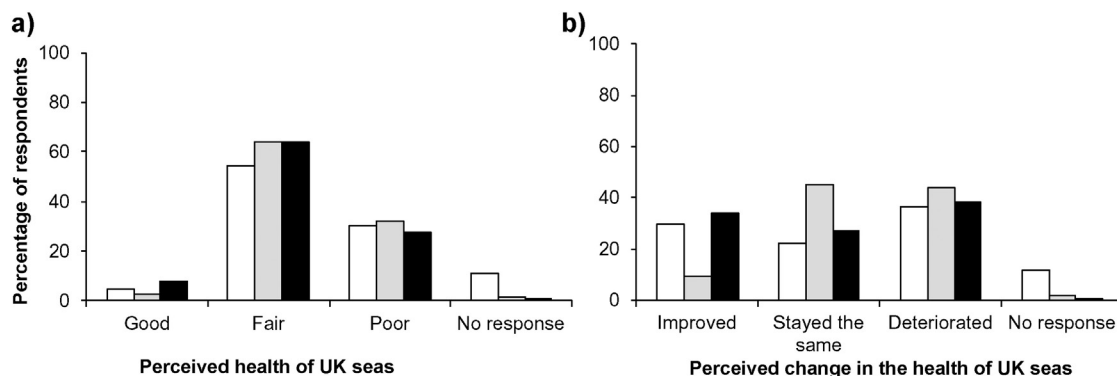 a)
Percentage of respondents
100
80
60
40
20
0
Good Fair Poor No response
Perceived health of UK seas
b)
100
80
60
40
20
0
Improved Stayed the same Deteriorated No response
Perceived change in the health of UK seas